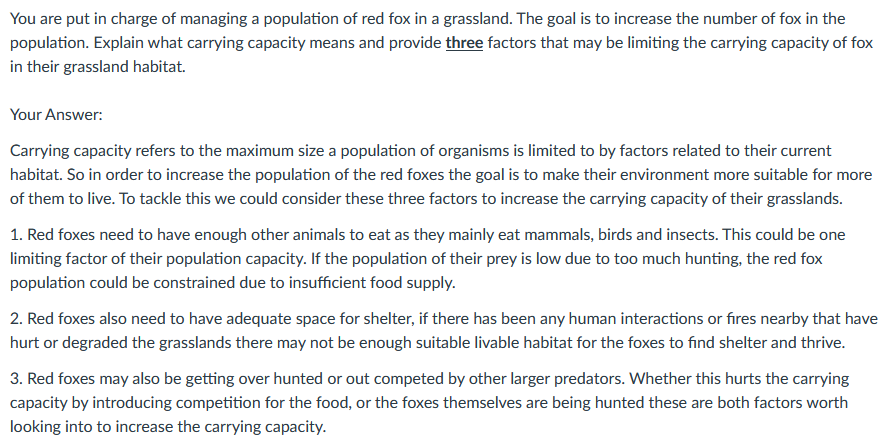 You are put in charge of managing a population of red fox in a grassland. The goal is to increase the number of fox in the
population. Explain what carrying capacity means and provide three factors that may be limiting the carrying capacity of fox
in their grassland habitat.
Your Answer:
Carrying capacity refers to the maximum size a population of organisms is limited to by factors related to their current
habitat. So in order to increase the population of the red foxes the goal is to make their environment more suitable for more
of them to live. To tackle this we could consider these three factors to increase the carrying capacity of their grasslands.
1. Red foxes need to have enough other animals to eat as they mainly eat mammals, birds and insects. This could be one
limiting factor of their population capacity. If the population of their prey is low due to too much hunting, the red fox
population could be constrained due to insufficient food supply.
2. Red foxes also need to have adequate space for shelter, if there has been any human interactions or fires nearby that have
hurt or degraded the grasslands there may not be enough suitable livable habitat for the foxes to find shelter and thrive.
3. Red foxes may also be getting over hunted or out competed by other larger predators. Whether this hurts the carrying
capacity by introducing competition for the food, or the foxes themselves are being hunted these are both factors worth
looking into to increase the carrying capacity.